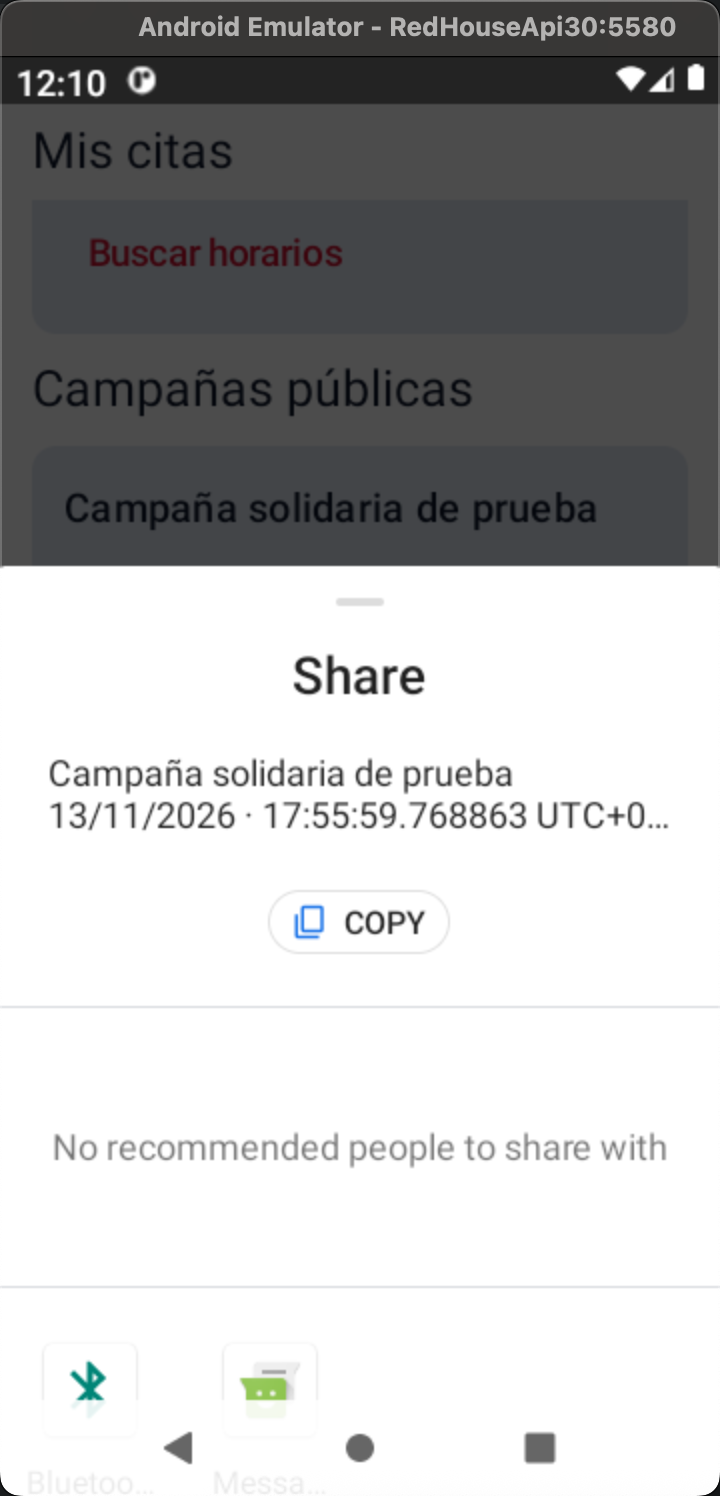 Android Emulator - RedHouseApi30:5580
12:10
Mis citas
Buscar horarios
Campañas públicas
Campaña solidaria de prueba
Share
Campaña solidaria de prueba
13/11/2026 · 17:55:59.768863 UTC+0…
COPY
No recommended people to share with
Bluetoo…
Messa…